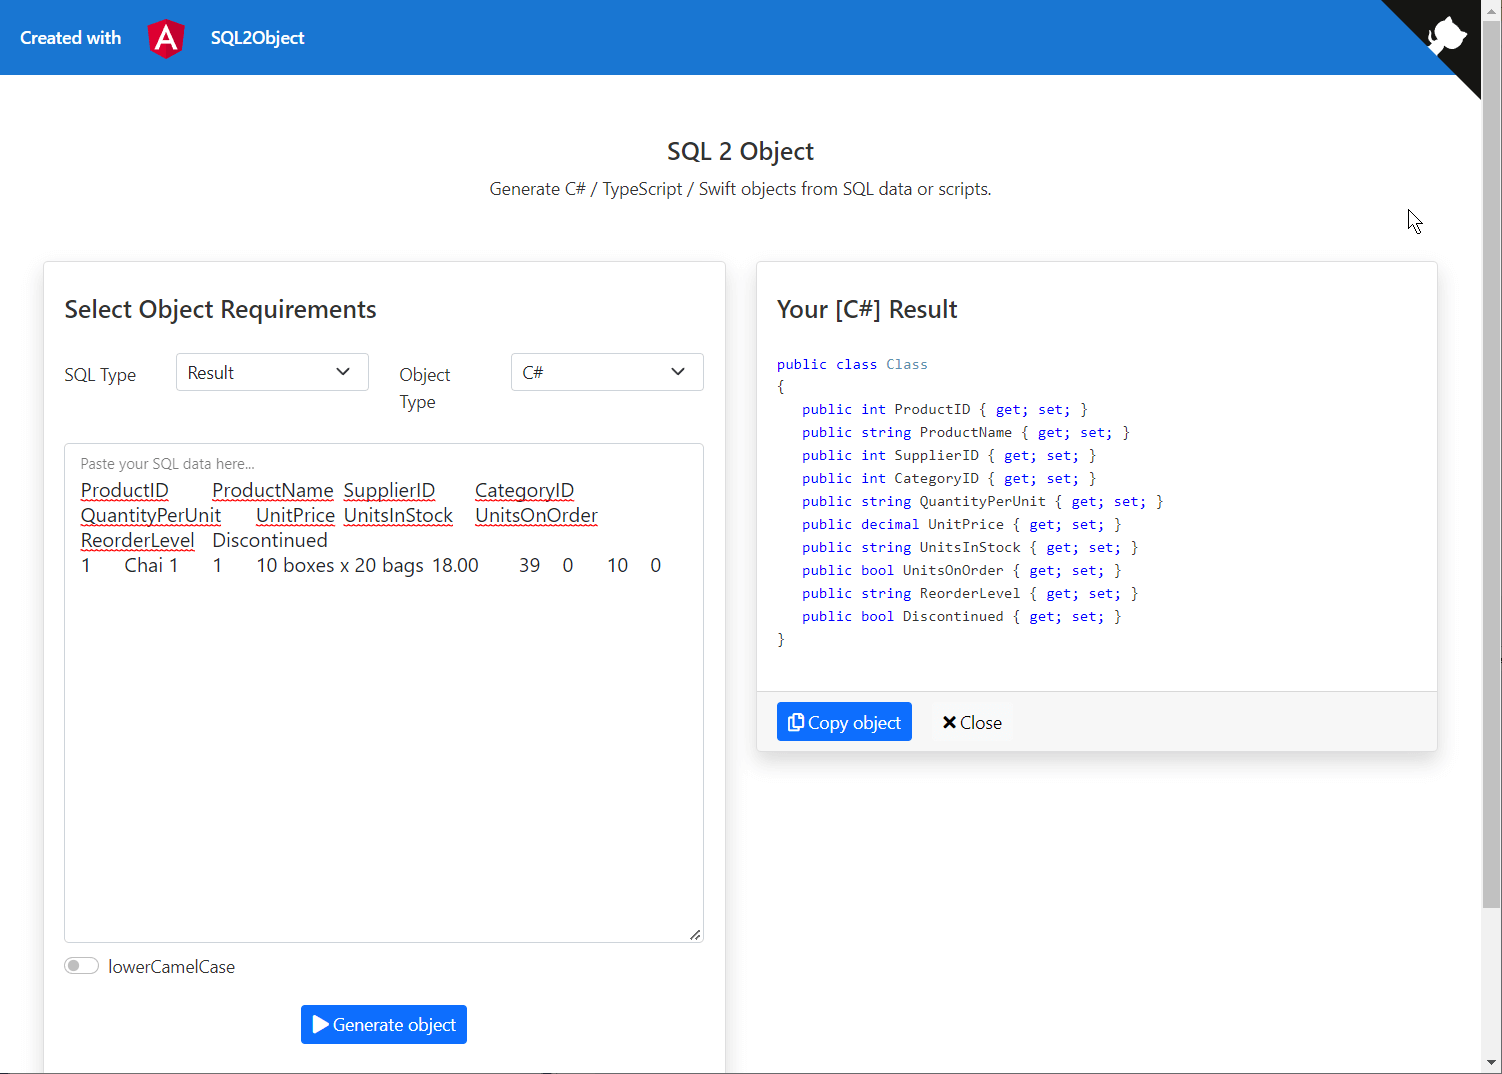 Created with
SQL2Object
SQL 2 Object
Generate C# / TypeScript / Swift objects from SQL data or scripts.
Select Object Requirements
SQL Type
Result
Object
Type
C#
Paste your SQL data here...
ProductID ProductName SupplierID CategoryID
QuantityPerUnit UnitPrice UnitsInStock UnitsOnOrder
ReorderLevel Discontinued
1 Chai 1 1 10 boxes x 20 bags 18.00 39 0 10 0
lowerCamelCase
Generate object
Your [C#] Result
public class Class
{
public int ProductID { get; set; }
public string ProductName { get; set; }
public int SupplierID { get; set; }
public int CategoryID { get; set; }
public string QuantityPerUnit { get; set; }
public decimal UnitPrice { get; set; }
public string UnitsInStock { get; set; }
public bool UnitsOnOrder { get; set; }
public string ReorderLevel { get; set; }
public bool Discontinued { get; set; }
}
Copy object
Close